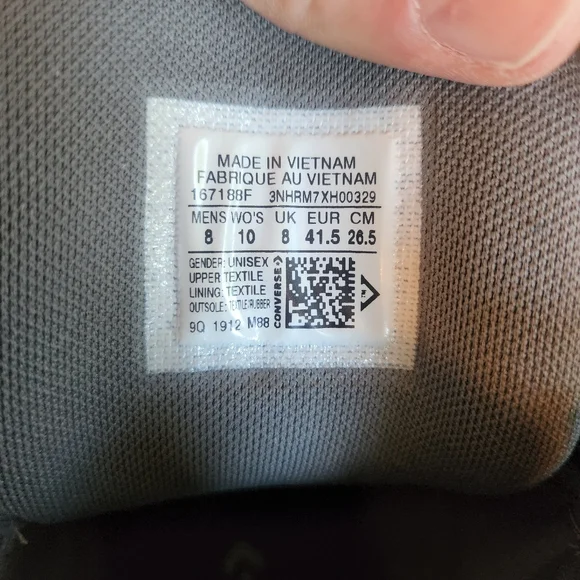 MADE IN VIETNAM
FABRIQUE AU VIETNAM
167188F 3NHRM7XH00329
MENS WO'S UK EUR CM
8 10 8 41.5 26.5
GENDER: UNISEX
UPPER: TEXTILE
LINING: TEXTILE
OUTSOLE: TEXTILE/RUBBER
9Q 1912 M88
CONVERSE
TM